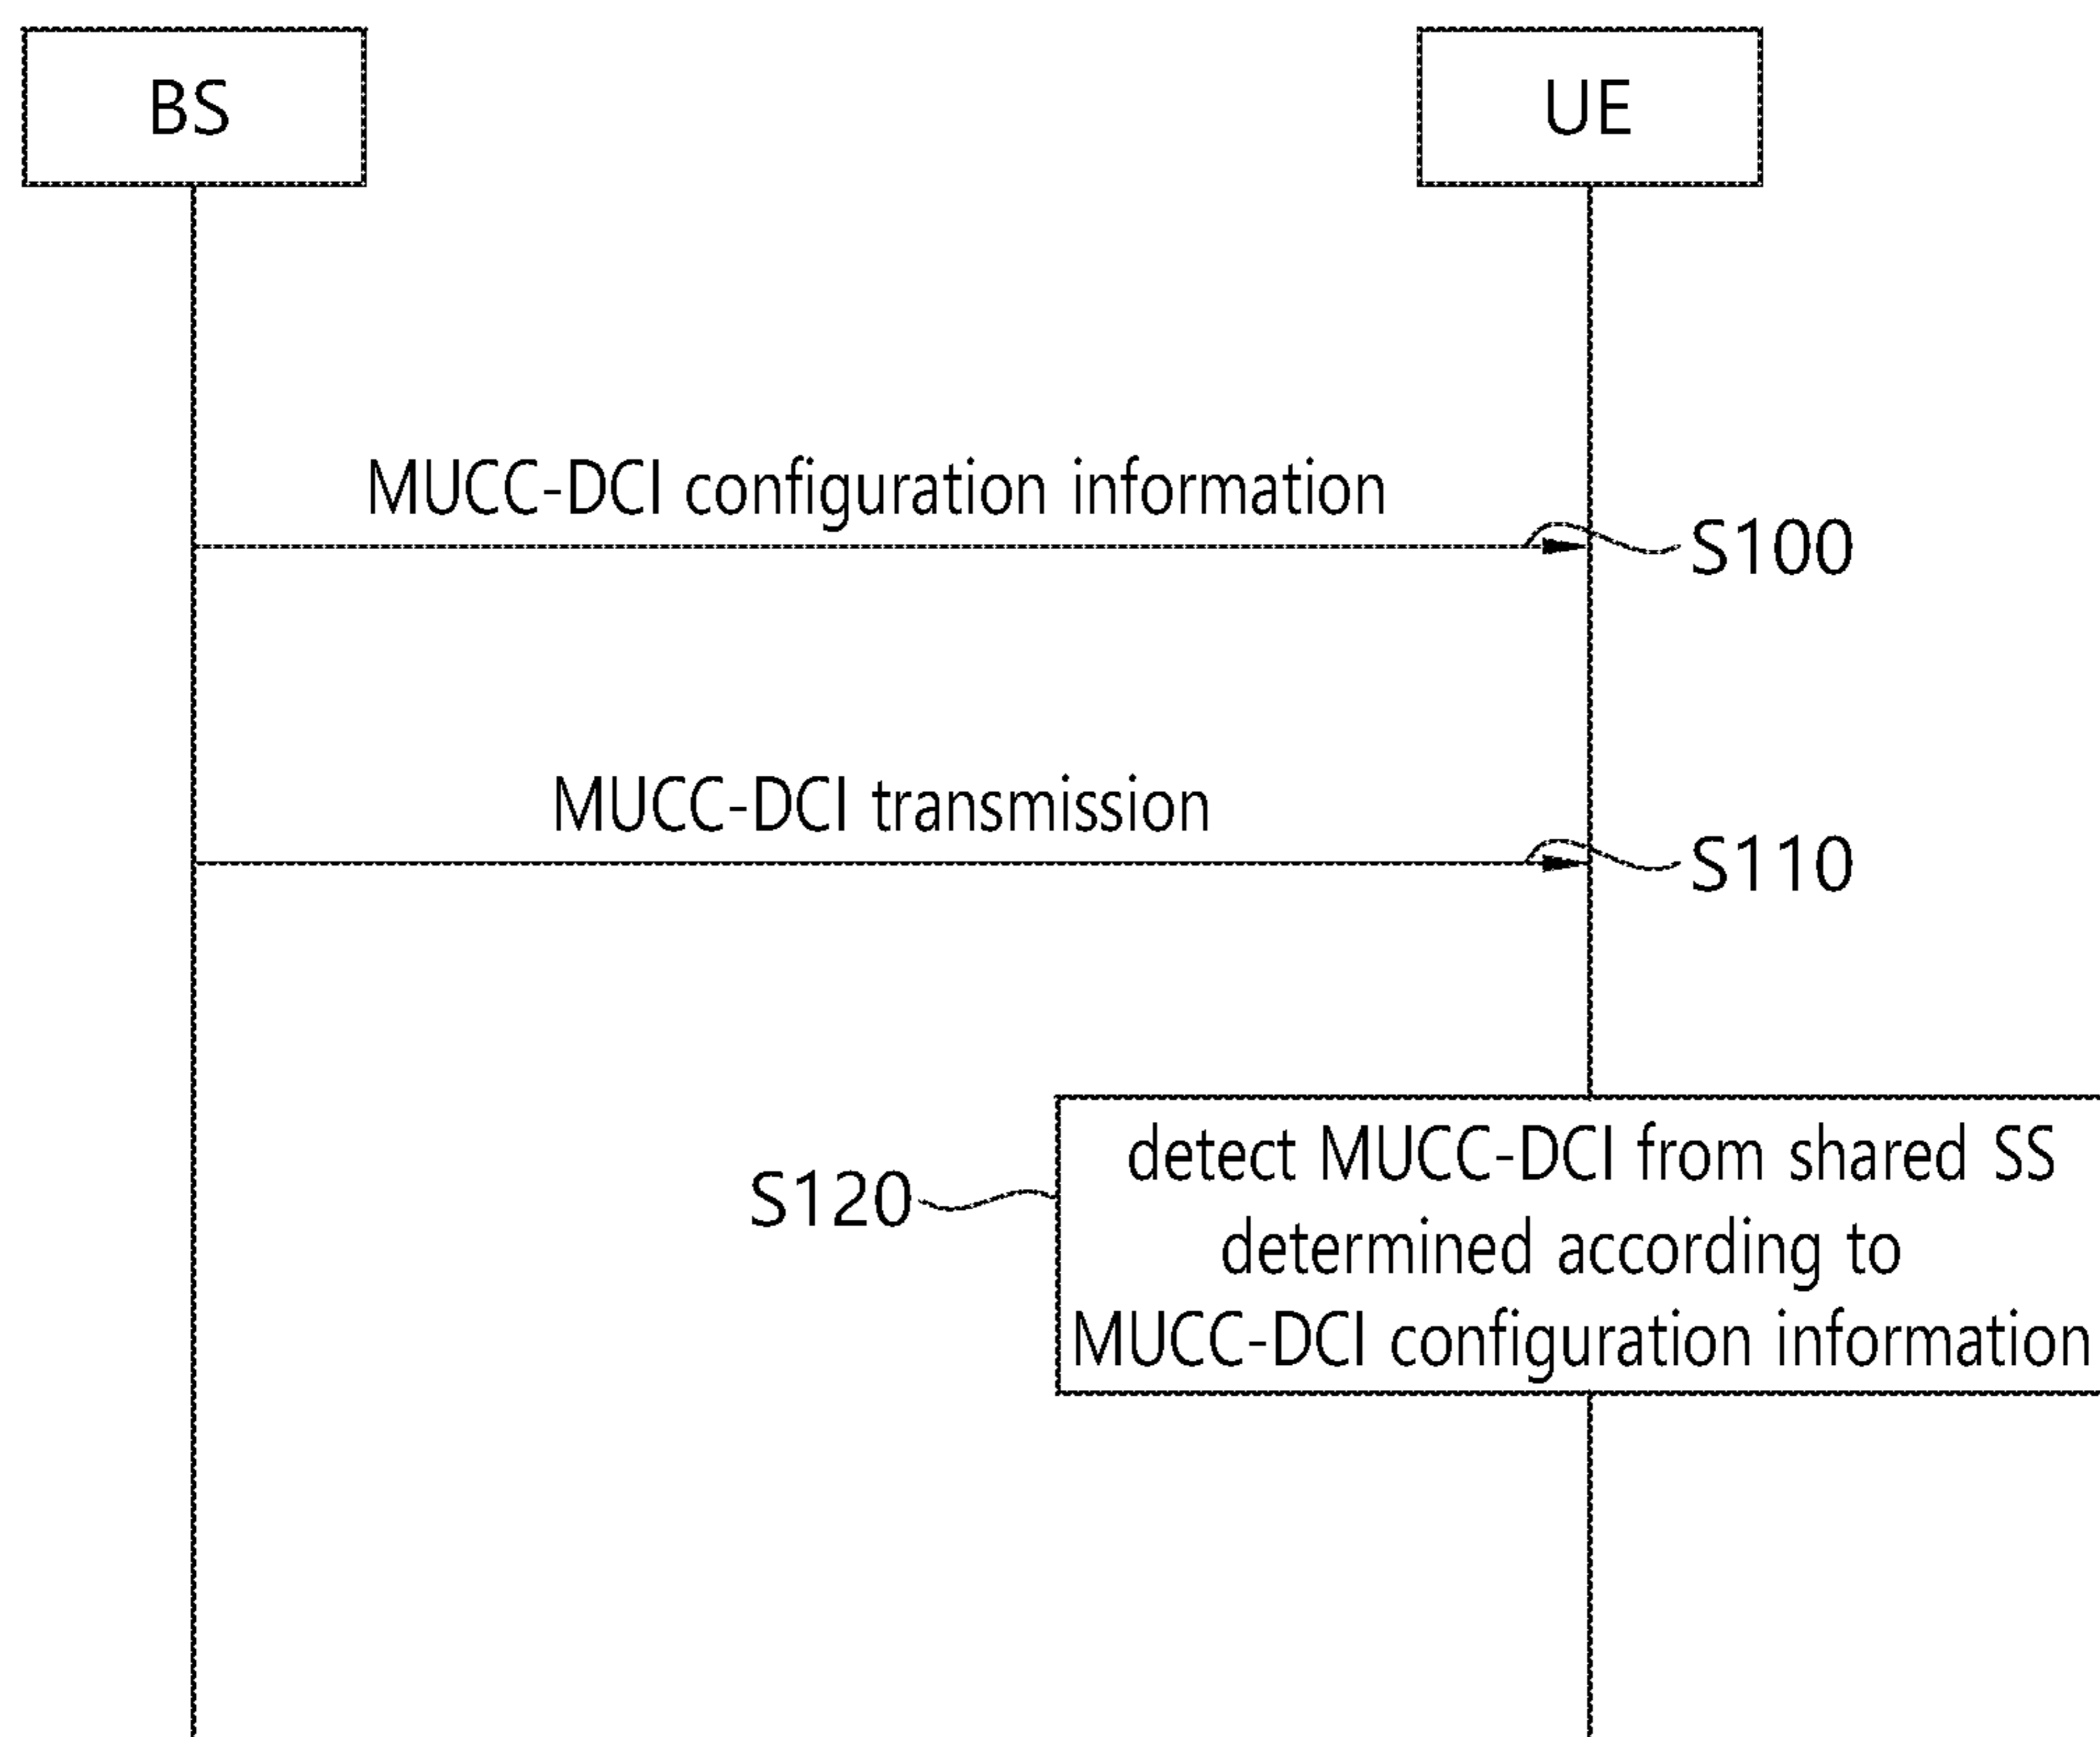 BS
UE
MUCC-DCI configuration information
S100
MUCC-DCI transmission
S110
S120
detect MUCC-DCI from shared SS
determined according to
MUCC-DCI configuration information